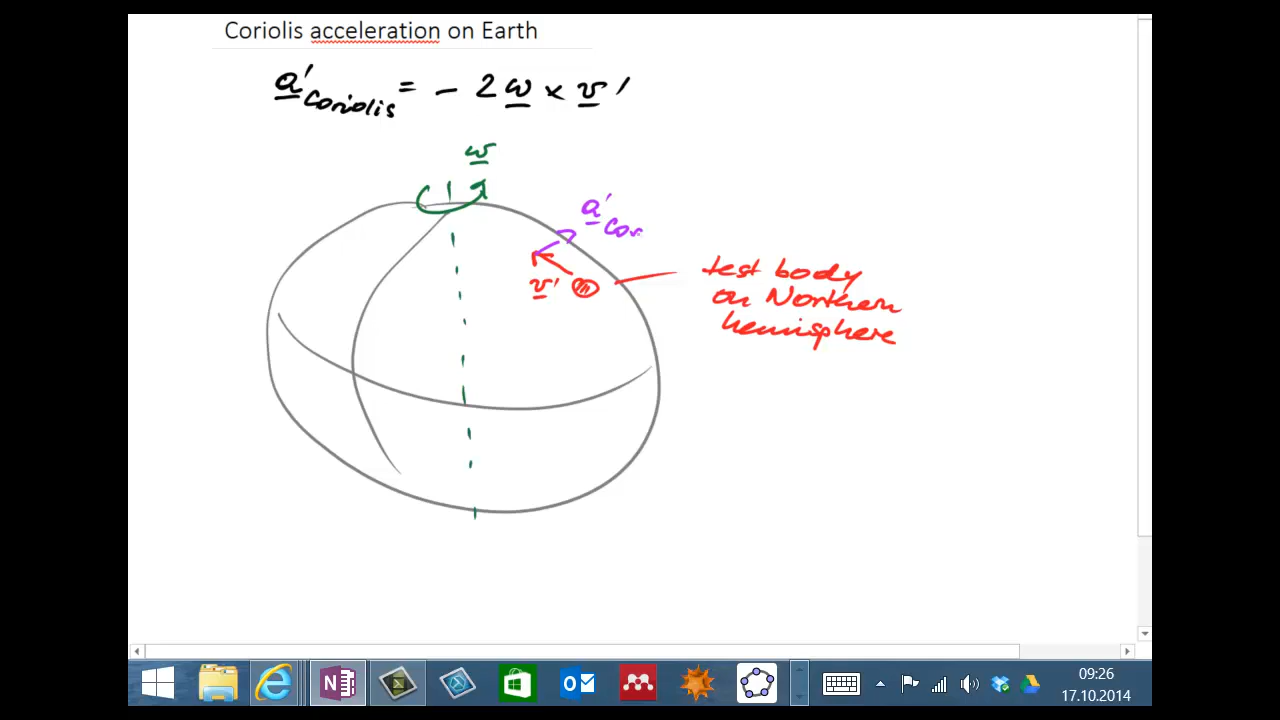 Coriolis acceleration on Earth
a'Coriolis = - 2 ω × v'
ω
a'Cor
v'
test body
on Northern
hemisphere
09:26
17.10.2014